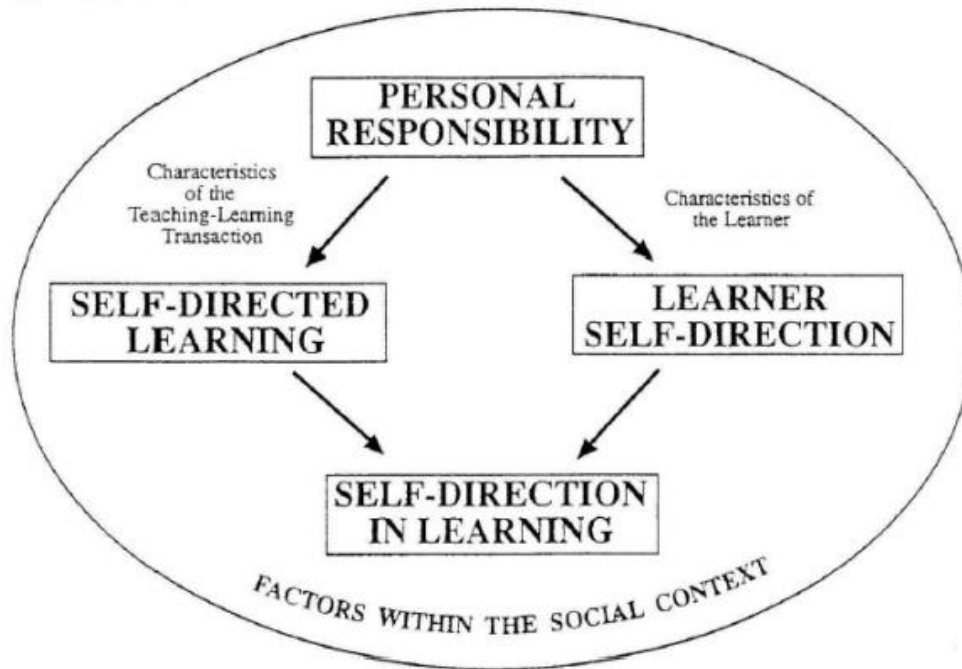 PERSONAL
RESPONSIBILITY
Characteristics
of the
Teaching-Learning
Transaction
Characteristics of
the Learner
SELF-DIRECTED
LEARNING
LEARNER
SELF-DIRECTION
SELF-DIRECTION
IN LEARNING
FACTORS WITHIN THE SOCIAL CONTEXT